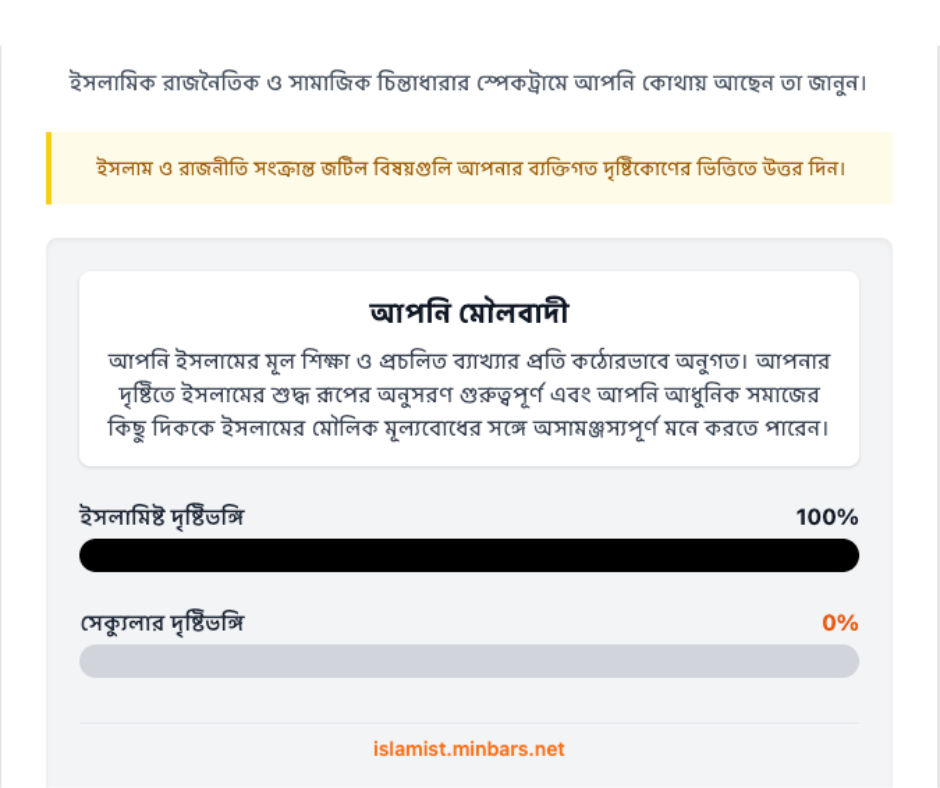 ইসলামিক রাজনৈতিক ও সামাজিক চিন্তাধারার স্পেকট্রামে আপনি কোথায় আছেন তা জানুন।
ইসলাম ও রাজনীতি সংক্রান্ত জটিল বিষয়গুলি আপনার ব্যক্তিগত দৃষ্টিকোণের ভিত্তিতে উত্তর দিন।
আপনি মৌলবাদী
আপনি ইসলামের মূল শিক্ষা ও প্রচলিত ব্যাখ্যার প্রতি কঠোরভাবে অনুগত। আপনার
দৃষ্টিতে ইসলামের শুদ্ধ রূপের অনুসরণ গুরুত্বপূর্ণ এবং আপনি আধুনিক সমাজের
কিছু দিককে ইসলামের মৌলিক মূল্যবোধের সঙ্গে অসামঞ্জস্যপূর্ণ মনে করতে পারেন।
ইসলামিষ্ট দৃষ্টিভঙ্গি 100%
সেকুলার দৃষ্টিভঙ্গি 0%
islamist.minbars.net